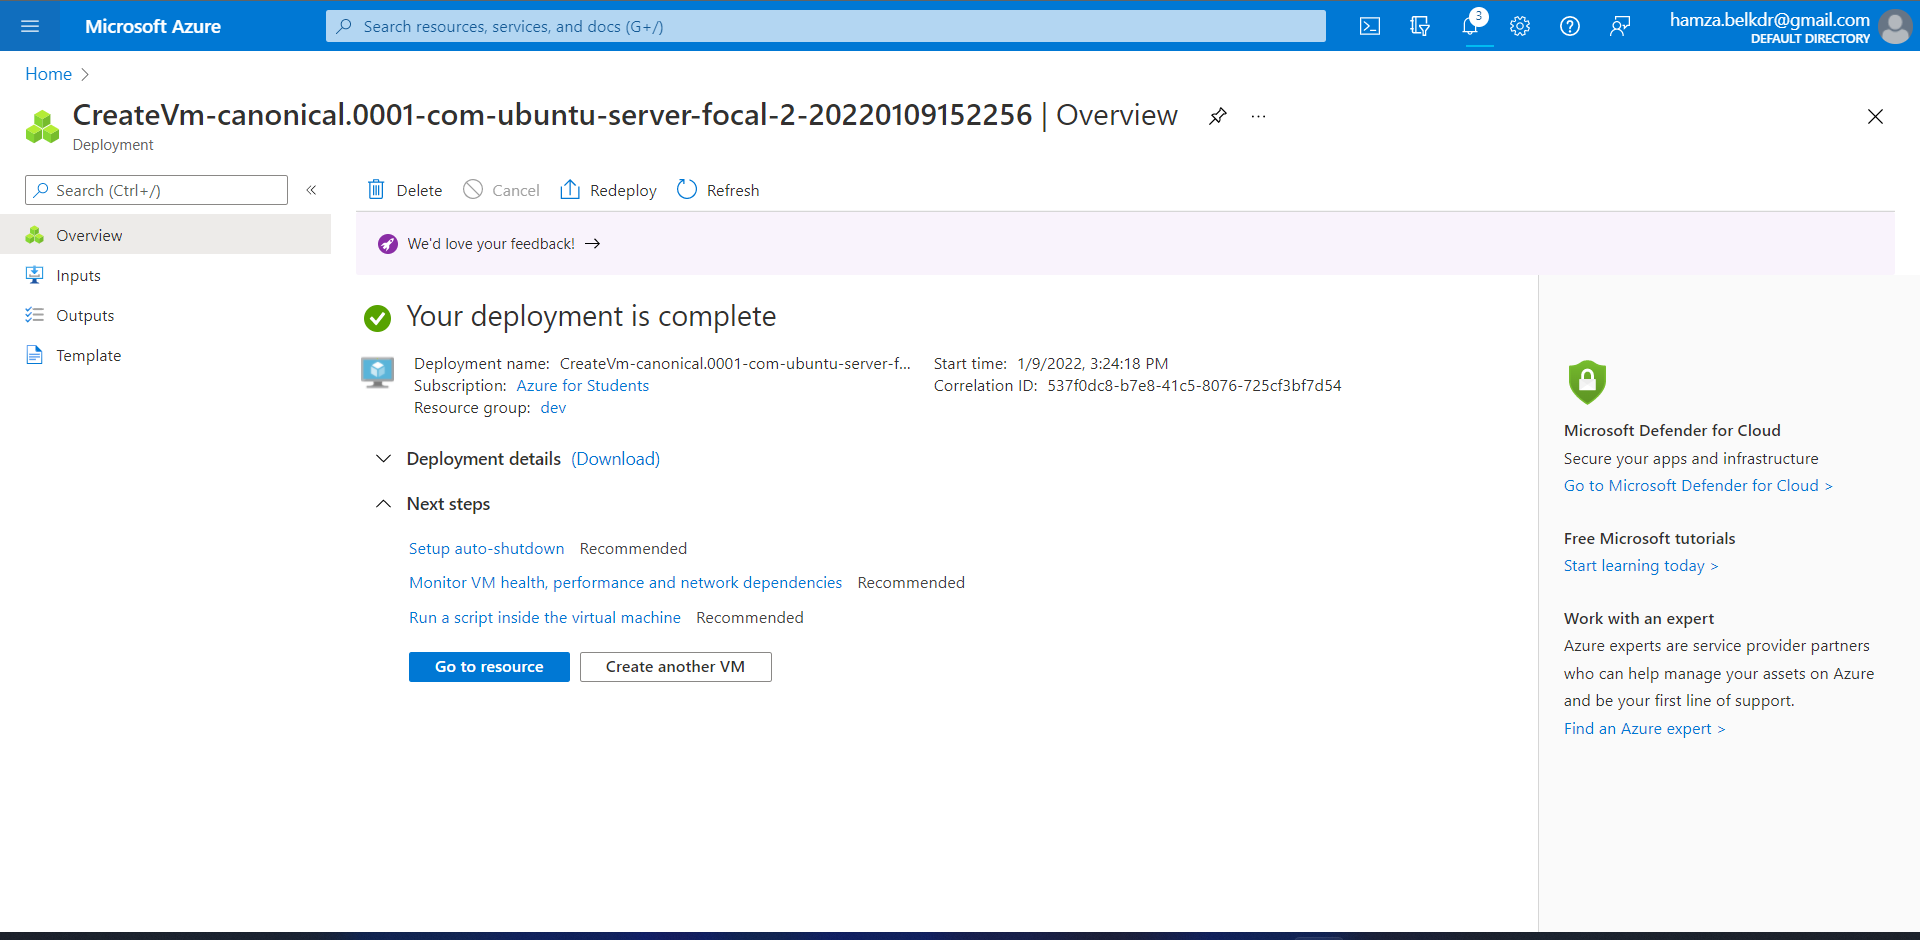 Microsoft Azure
Search resources, services, and docs (G+/)
3
hamza.belkdr@gmail.com
DEFAULT DIRECTORY
Home
CreateVm-canonical.0001-com-ubuntu-server-focal-2-20220109152256 | Overview
Deployment
Search (Ctrl+/)
Overview
Inputs
Outputs
Template
Delete
Cancel
Redeploy
Refresh
We'd love your feedback! →
Your deployment is complete
Deployment name: CreateVm-canonical.0001-com-ubuntu-server-f...
Subscription: Azure for Students
Resource group: dev
Start time: 1/9/2022, 3:24:18 PM
Correlation ID: 537f0dc8-b7e8-41c5-8076-725cf3bf7d54
Deployment details (Download)
Next steps
Setup auto-shutdown Recommended
Monitor VM health, performance and network dependencies Recommended
Run a script inside the virtual machine Recommended
Go to resource
Create another VM
Microsoft Defender for Cloud
Secure your apps and infrastructure
Go to Microsoft Defender for Cloud >
Free Microsoft tutorials
Start learning today >
Work with an expert
Azure experts are service provider partners
who can help manage your assets on Azure
and be your first line of support.
Find an Azure expert >